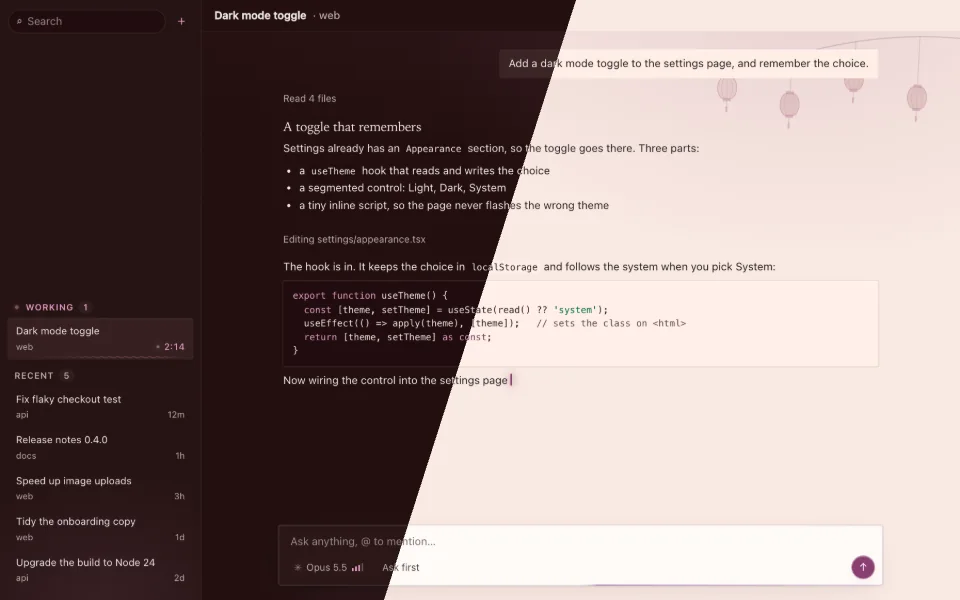 Search
+
Dark mode toggle · web
Add a dark mode toggle to the settings page, and remember the choice.
Read 4 files
A toggle that remembers
Settings already has an Appearance section, so the toggle goes there. Three parts:
• a useTheme hook that reads and writes the choice
• a segmented control: Light, Dark, System
• a tiny inline script, so the page never flashes the wrong theme
Editing settings/appearance.tsx
The hook is in. It keeps the choice in localStorage and follows the system when you pick System:
export function useTheme() {
const [theme, setTheme] = useState(read() ?? 'system');
useEffect(() => apply(theme), [theme]); // sets the class on <html>
return [theme, setTheme] as const;
}
Now wiring the control into the settings page
WORKING 1
Dark mode toggle
web 2:14
RECENT 5
Fix flaky checkout test
api 12m
Release notes 0.4.0
docs 1h
Speed up image uploads
web 3h
Tidy the onboarding copy
web 1d
Upgrade the build to Node 24
api 2d
Ask anything, @ to mention...
Opus 5.5 Ask first